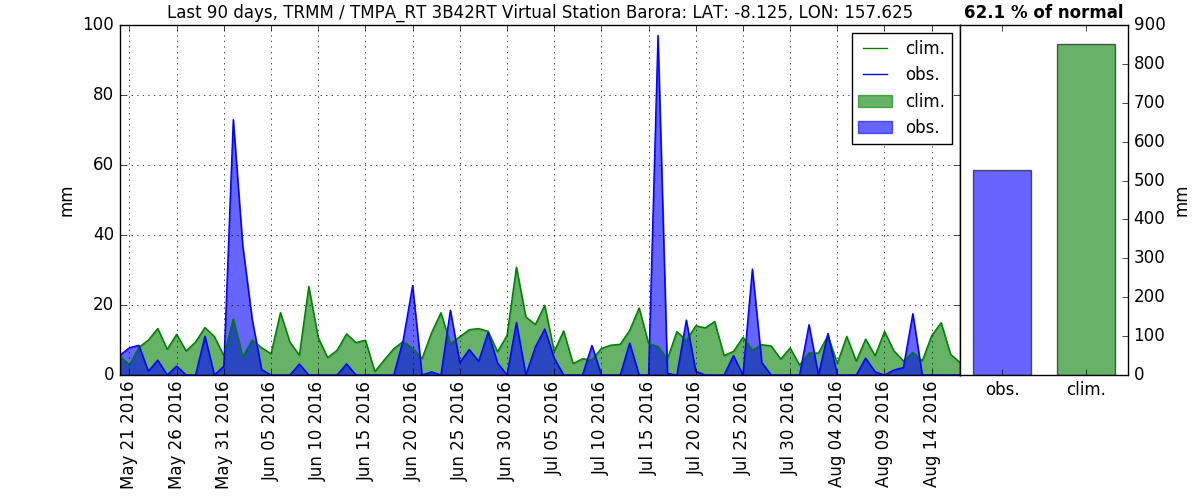 Last 90 days, TRMM / TMPA_RT 3B42RT Virtual Station Barora: LAT: -8.125, LON: 157.625
62.1 % of normal
100
80
60
40
20
0
mm
clim.
obs.
clim.
obs.
900
800
700
600
500
400
300
200
100
0
mm
obs.
clim.
May 21 2016
May 26 2016
May 31 2016
Jun 05 2016
Jun 10 2016
Jun 15 2016
Jun 20 2016
Jun 25 2016
Jun 30 2016
Jul 05 2016
Jul 10 2016
Jul 15 2016
Jul 20 2016
Jul 25 2016
Jul 30 2016
Aug 04 2016
Aug 09 2016
Aug 14 2016